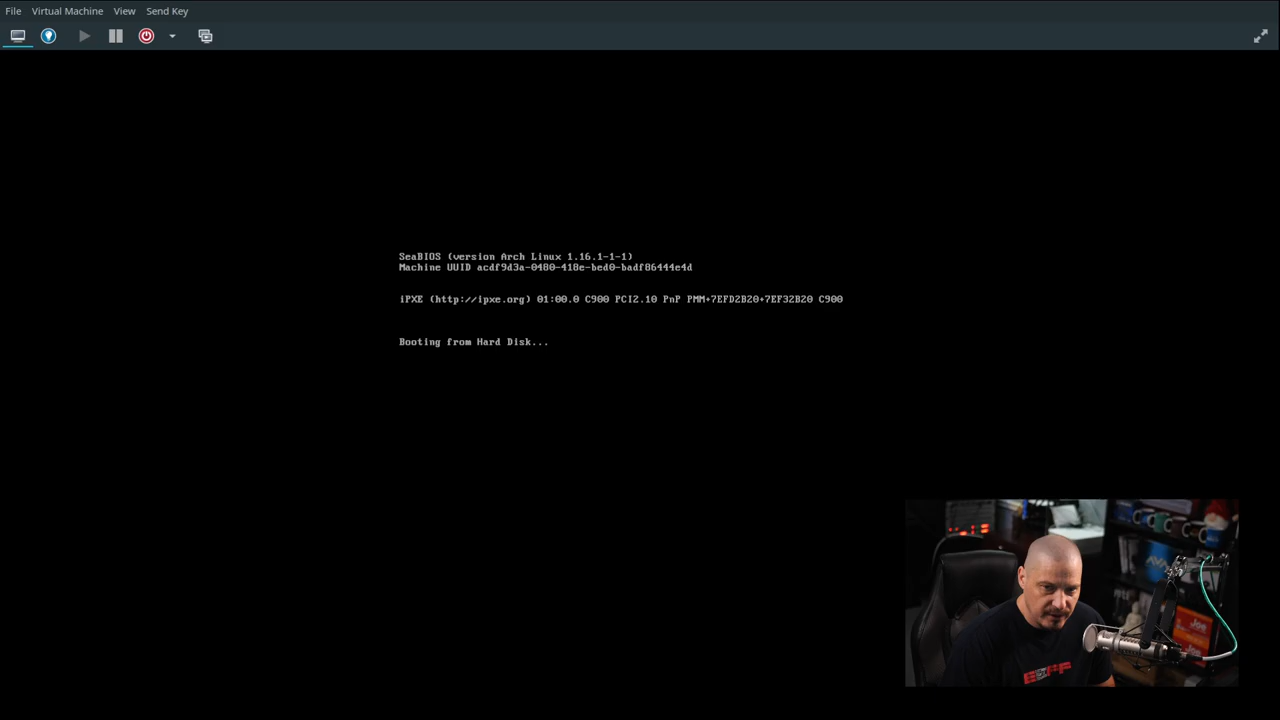 File Virtual Machine View Send Key
SeaBIOS (version Arch Linux 1.16.1-1-1)
Machine UUID acdf9d3a-0480-418e-bed0-badf86444e4d
iPXE (http://ipxe.org) 01:00.0 C900 PCI2.10 PnP PMM+7EFD2B20+7EF32B20 C900
Booting from Hard Disk...
Joe